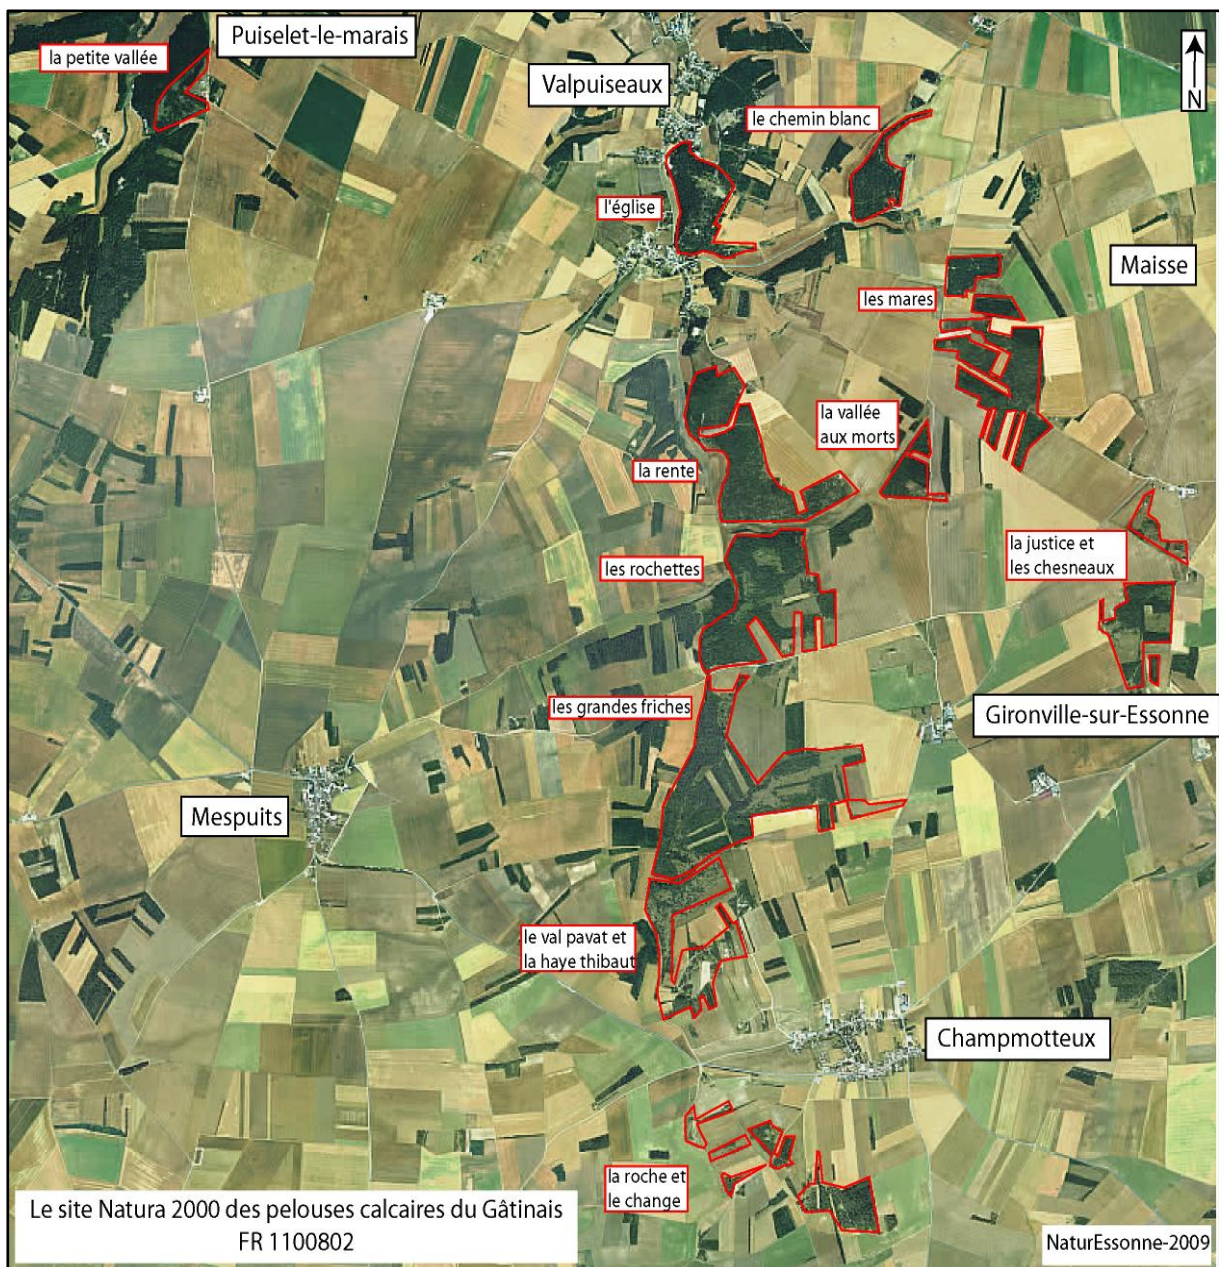 Puiselet-le-marais
la petite vallée
Valpuiseaux
N
le chemin blanc
l'église
Maisse
les mares
la vallée
aux morts
la rente
la justice et
les chesneaux
les rochettes
les grandes friches
Gironville-sur-Essonne
Mespuits
le val pavat et
la haye thibaut
Champmotteux
la roche et
le change
Le site Natura 2000 des pelouses calcaires du Gâtinais
FR 1100802
NaturEssonne-2009